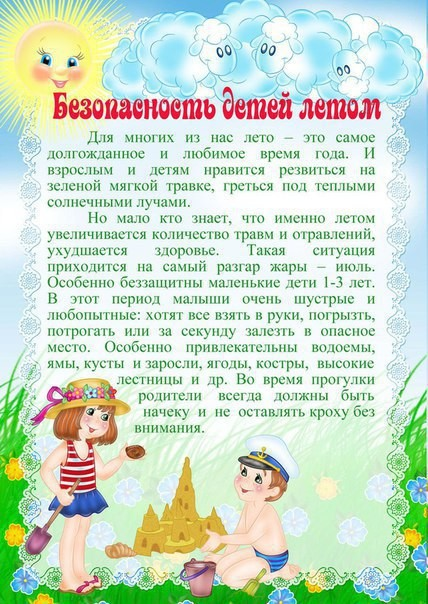 Безопасность детей летом
Для многих из нас лето – это самое
долгожданное и любимое время года. И
взрослым и детям нравится резвиться на
зеленой мягкой травке, греться под теплыми
солнечными лучами.
Но мало кто знает, что именно летом
увеличивается количество травм и отравлений,
ухудшается здоровье. Такая ситуация
приходится на самый разгар жары – июль.
Особенно беззащитны маленькие дети 1-3 лет.
В этот период малыши очень шустрые и
любопытные: хотят все взять в руки, погрызть,
потрогать или за секунду залезть в опасное
место. Особенно привлекательны водоемы,
ямы, кусты и заросли, ягоды, костры, высокие
лестницы и др. Во время прогулки
родители всегда должны быть
начеку и не оставлять кроху без
внимания.